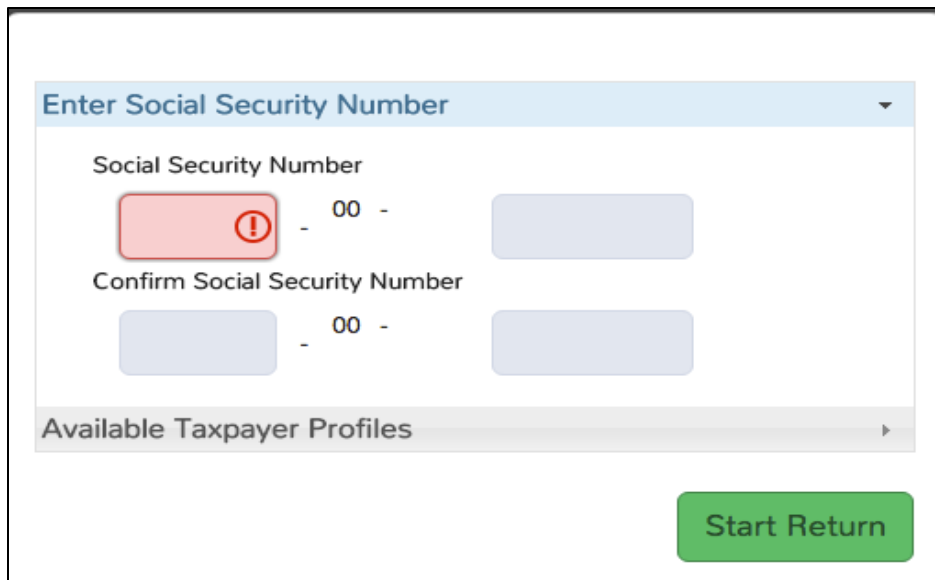 Enter Social Security Number
Social Security Number
- 00 -
Confirm Social Security Number
- 00 -
Available Taxpayer Profiles
Start Return